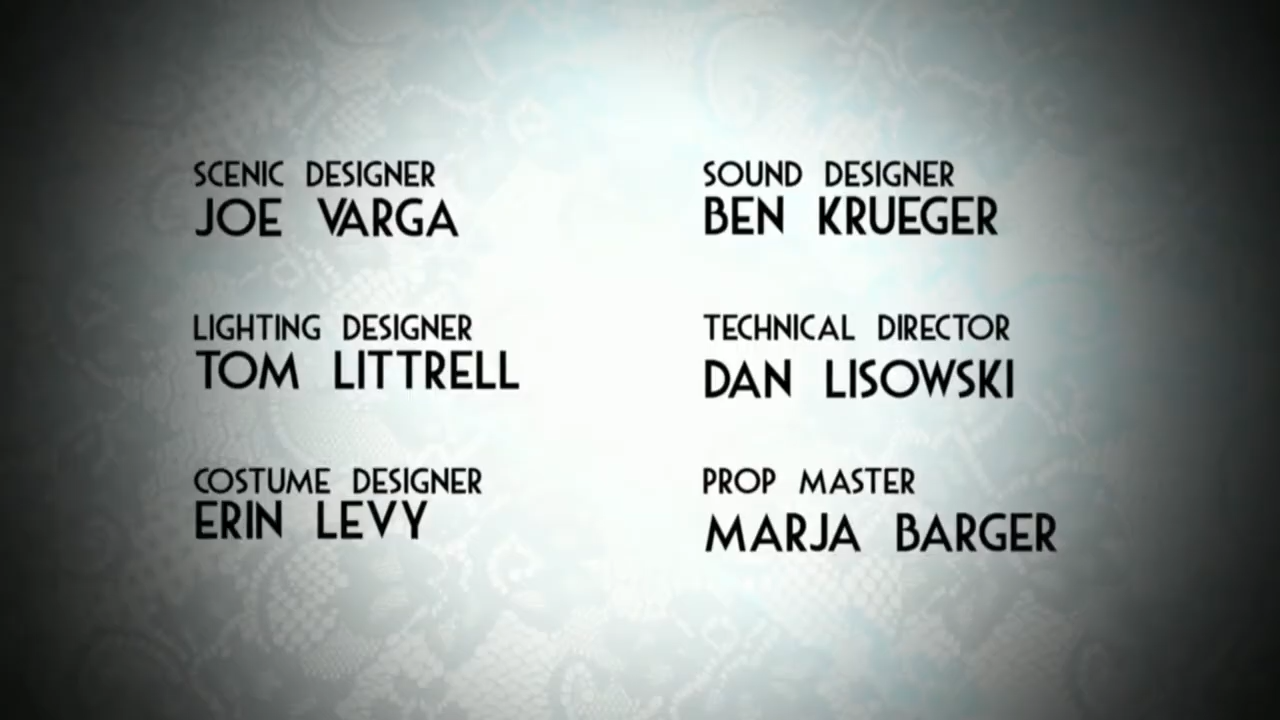 SCENIC DESIGNER
JOE VARGA
LIGHTING DESIGNER
TOM LITTRELL
COSTUME DESIGNER
ERIN LEVY
SOUND DESIGNER
BEN KRUEGER
TECHNICAL DIRECTOR
DAN LISOWSKI
PROP MASTER
MARJA BARGER